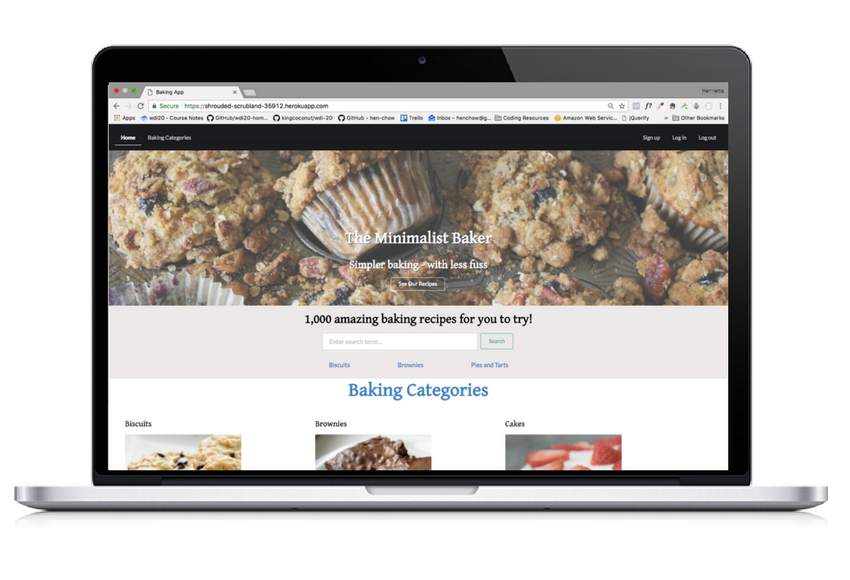 Baking App
Henrietta
Secure https://shrouded-scrubland-35912.herokuapp.com
Apps wdi20 - Course Notes GitHub/wdi20-hom... kingcoconut/wdi-20 GitHub - hen-chow Trello Inbox - henchow@g... Coding Resources Amazon Web Servic... jQuerify » Other Bookmarks
Home Baking Categories Sign up Log in Log out
The Minimalist Baker
Simpler baking - with less fuss
See Our Recipes
1,000 amazing baking recipes for you to try!
Enter search term... Search
Biscuits Brownies Pies and Tarts
Baking Categories
Biscuits Brownies Cakes